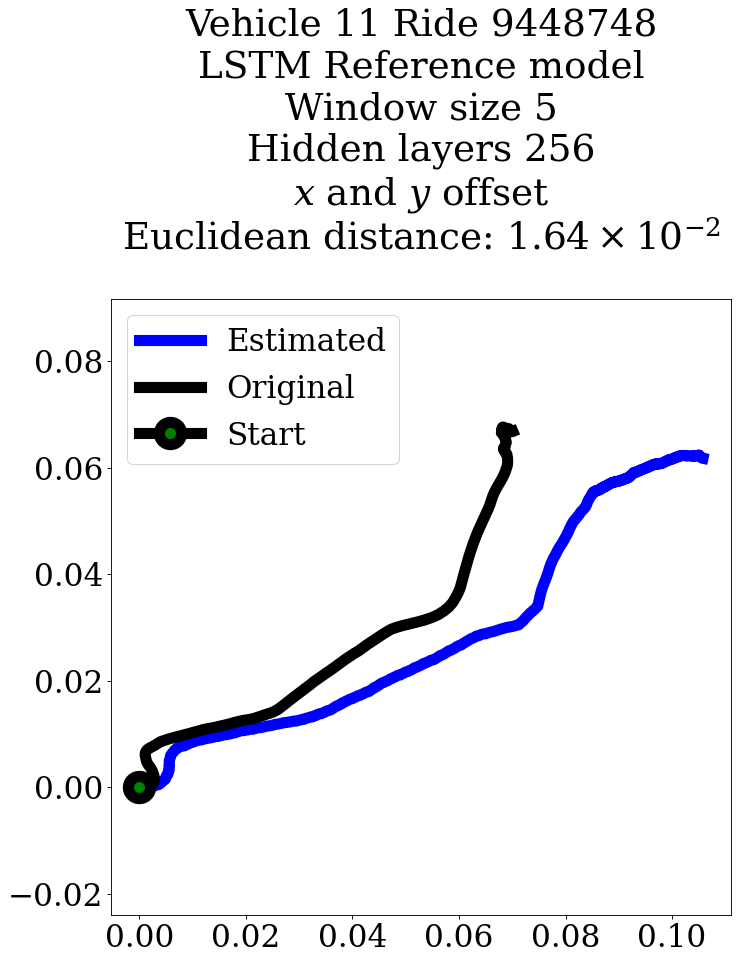 Vehicle 11 Ride 9448748
LSTM Reference model
Window size 5
Hidden layers 256
x and y offset
Euclidean distance: 1.64 × 10⁻²
Estimated
Original
Start
0.08
0.06
0.04
0.02
0.00
−0.02
0.00 0.02 0.04 0.06 0.08 0.10